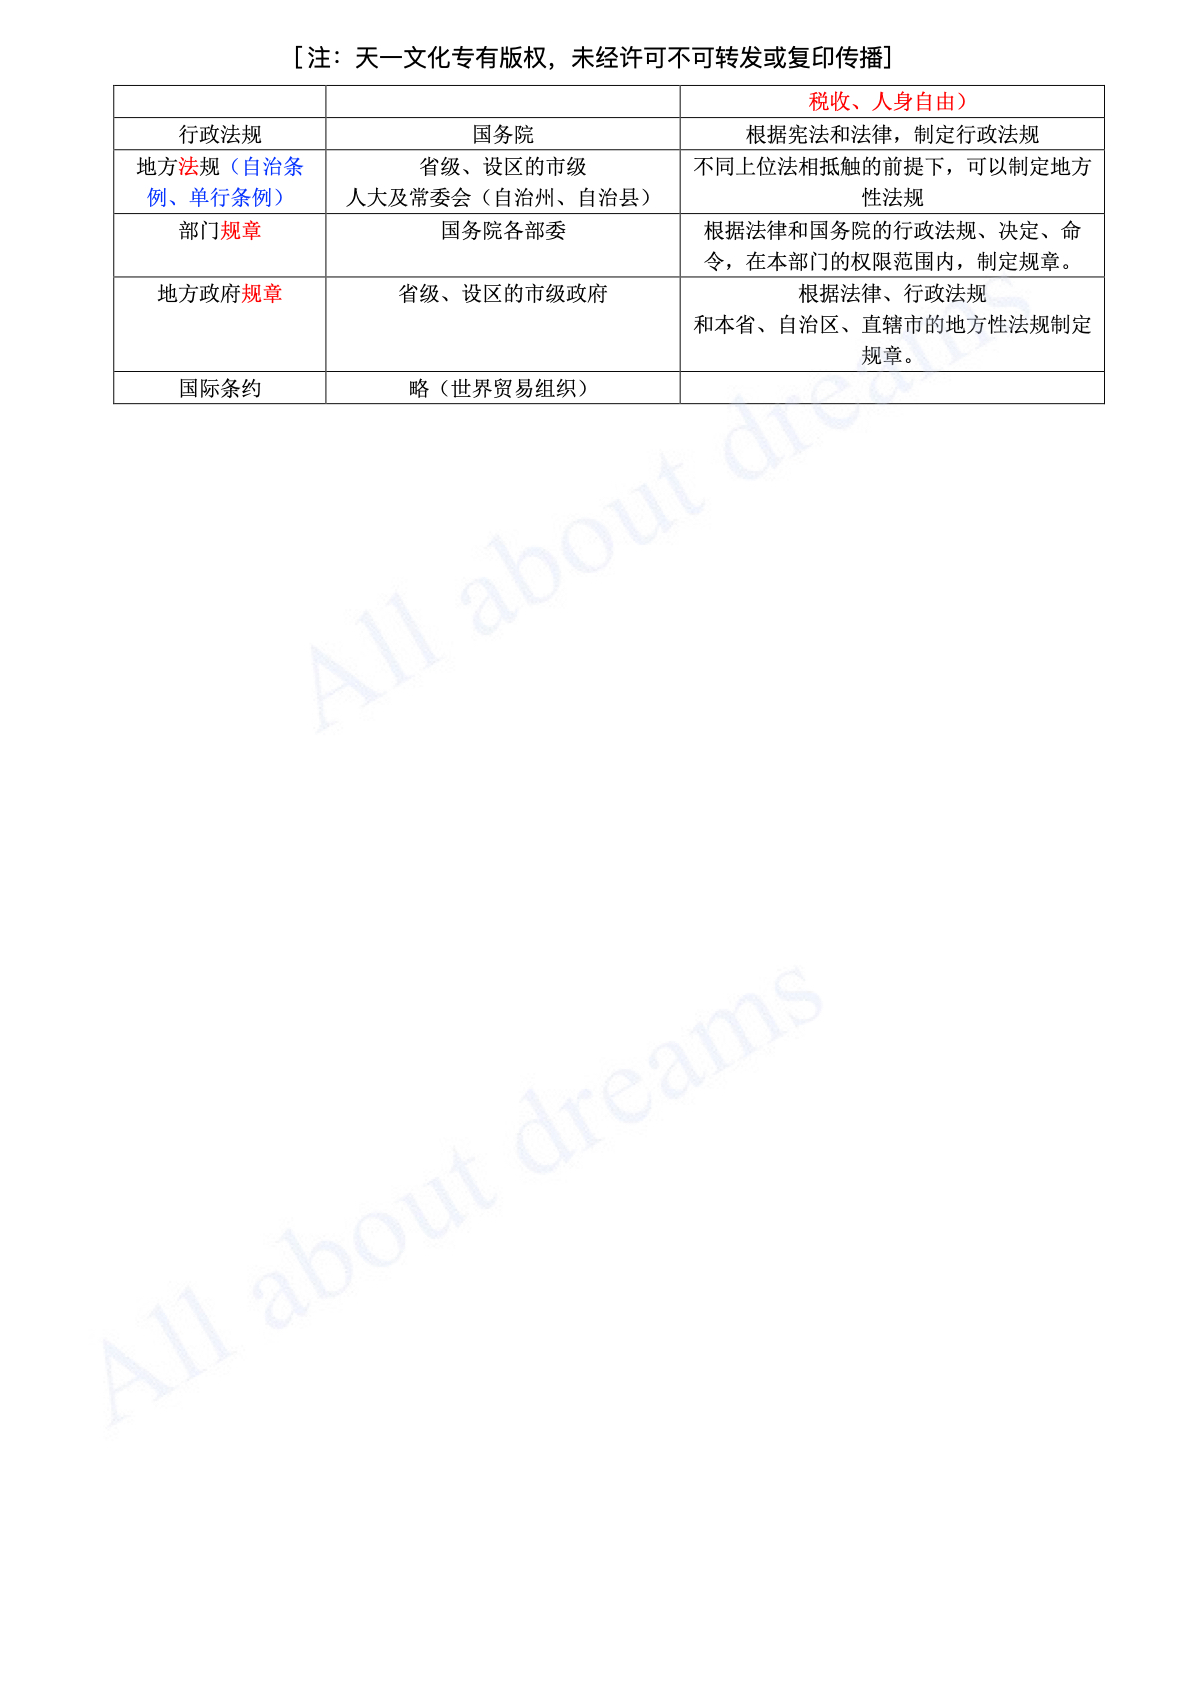 ［注：天一文化专有版权，未经许可不可转发或复印传播］
税收、人身自由）
行政法规 国务院 根据宪法和法律，制定行政法规
地方法规（自治条 省级、设区的市级 不同上位法相抵触的前提下，可以制定地方
例、单行条例） 人大及常委会（自治州、自治县） 性法规
部门规章 国务院各部委 根据法律和国务院的行政法规、决定、命
令，在本部门的权限范围内，制定规章。
地方政府规章 省级、设区的市级政府 根据法律、行政法规
和本省、自治区、直辖市的地方性法规制定
规章。
国际条约 略（世界贸易组织）
All about dreams
All about dreams